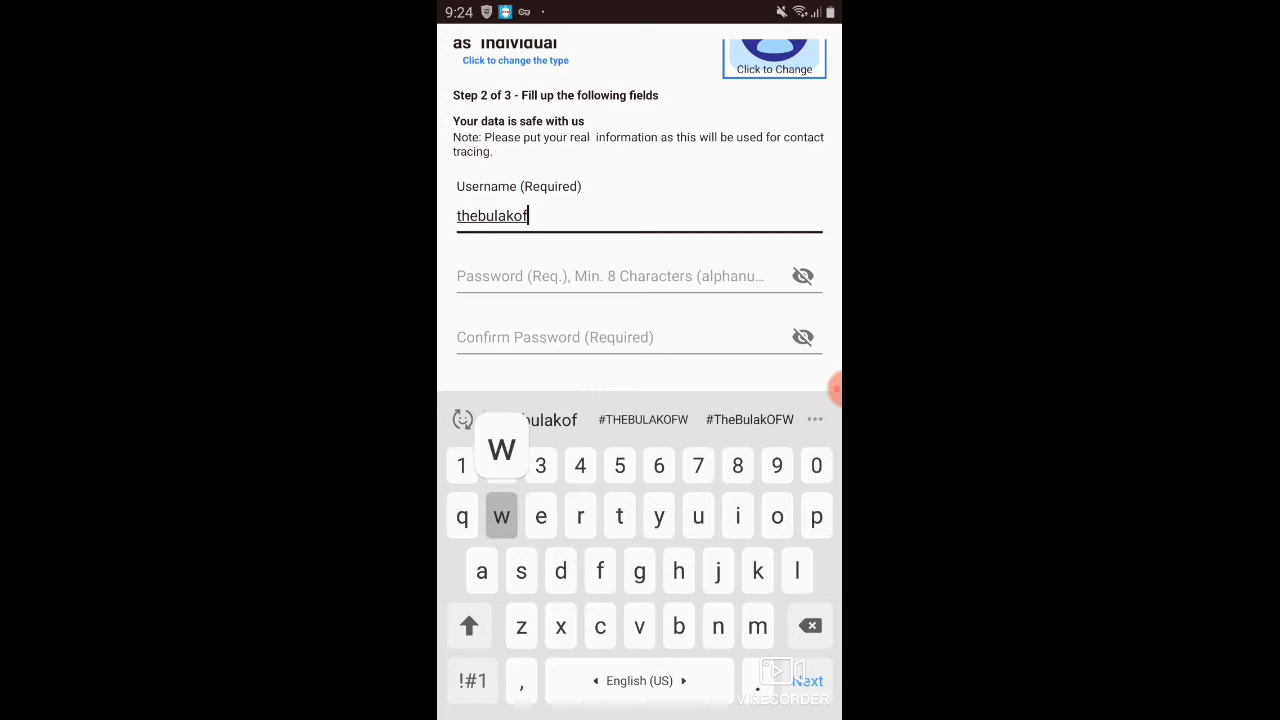 9:24
as individual
Click to change the type
Click to Change
Step 2 of 3 - Fill up the following fields
Your data is safe with us
Note: Please put your real information as this will be used for contact
tracing.
Username (Required)
thebulakof
Password (Req.), Min. 8 Characters (alphanu...
Confirm Password (Required)
bulakof #THEBULAKOFW #TheBulakOFW ...
w
1 3 4 5 6 7 8 9 0
q w e r t y u i o p
a s d f g h j k l
z x c v b n m
!#1 , English (US) . Next
V RECORDER